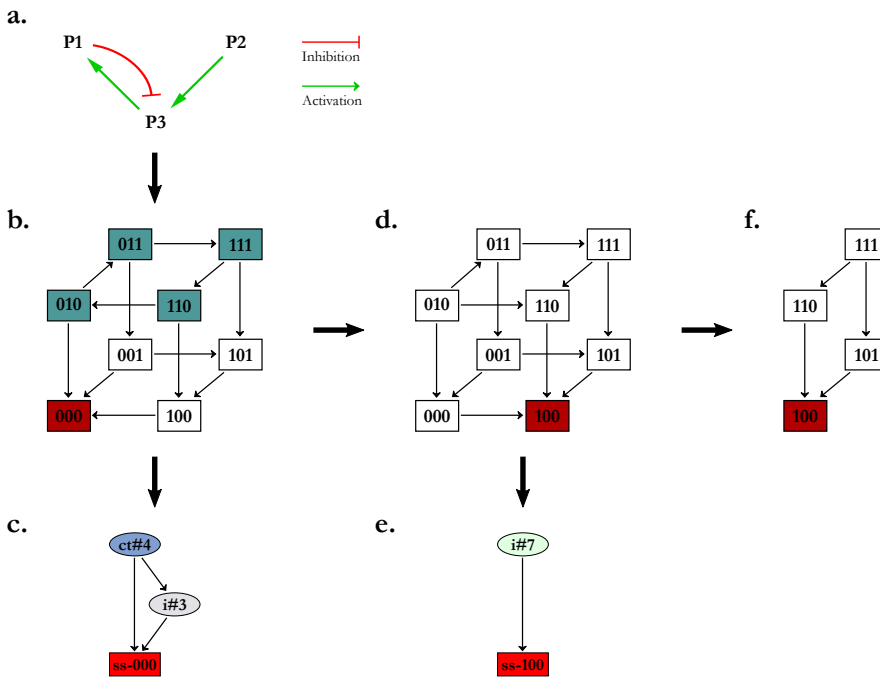 a.
P1
P2
P3
Inhibition
Activation
b.
011
111
010
110
001
101
000
100
c.
ct#4
i#3
ss-000
d.
011
111
010
110
001
101
000
100
e.
i#7
ss-100
f.
111
110
101
100